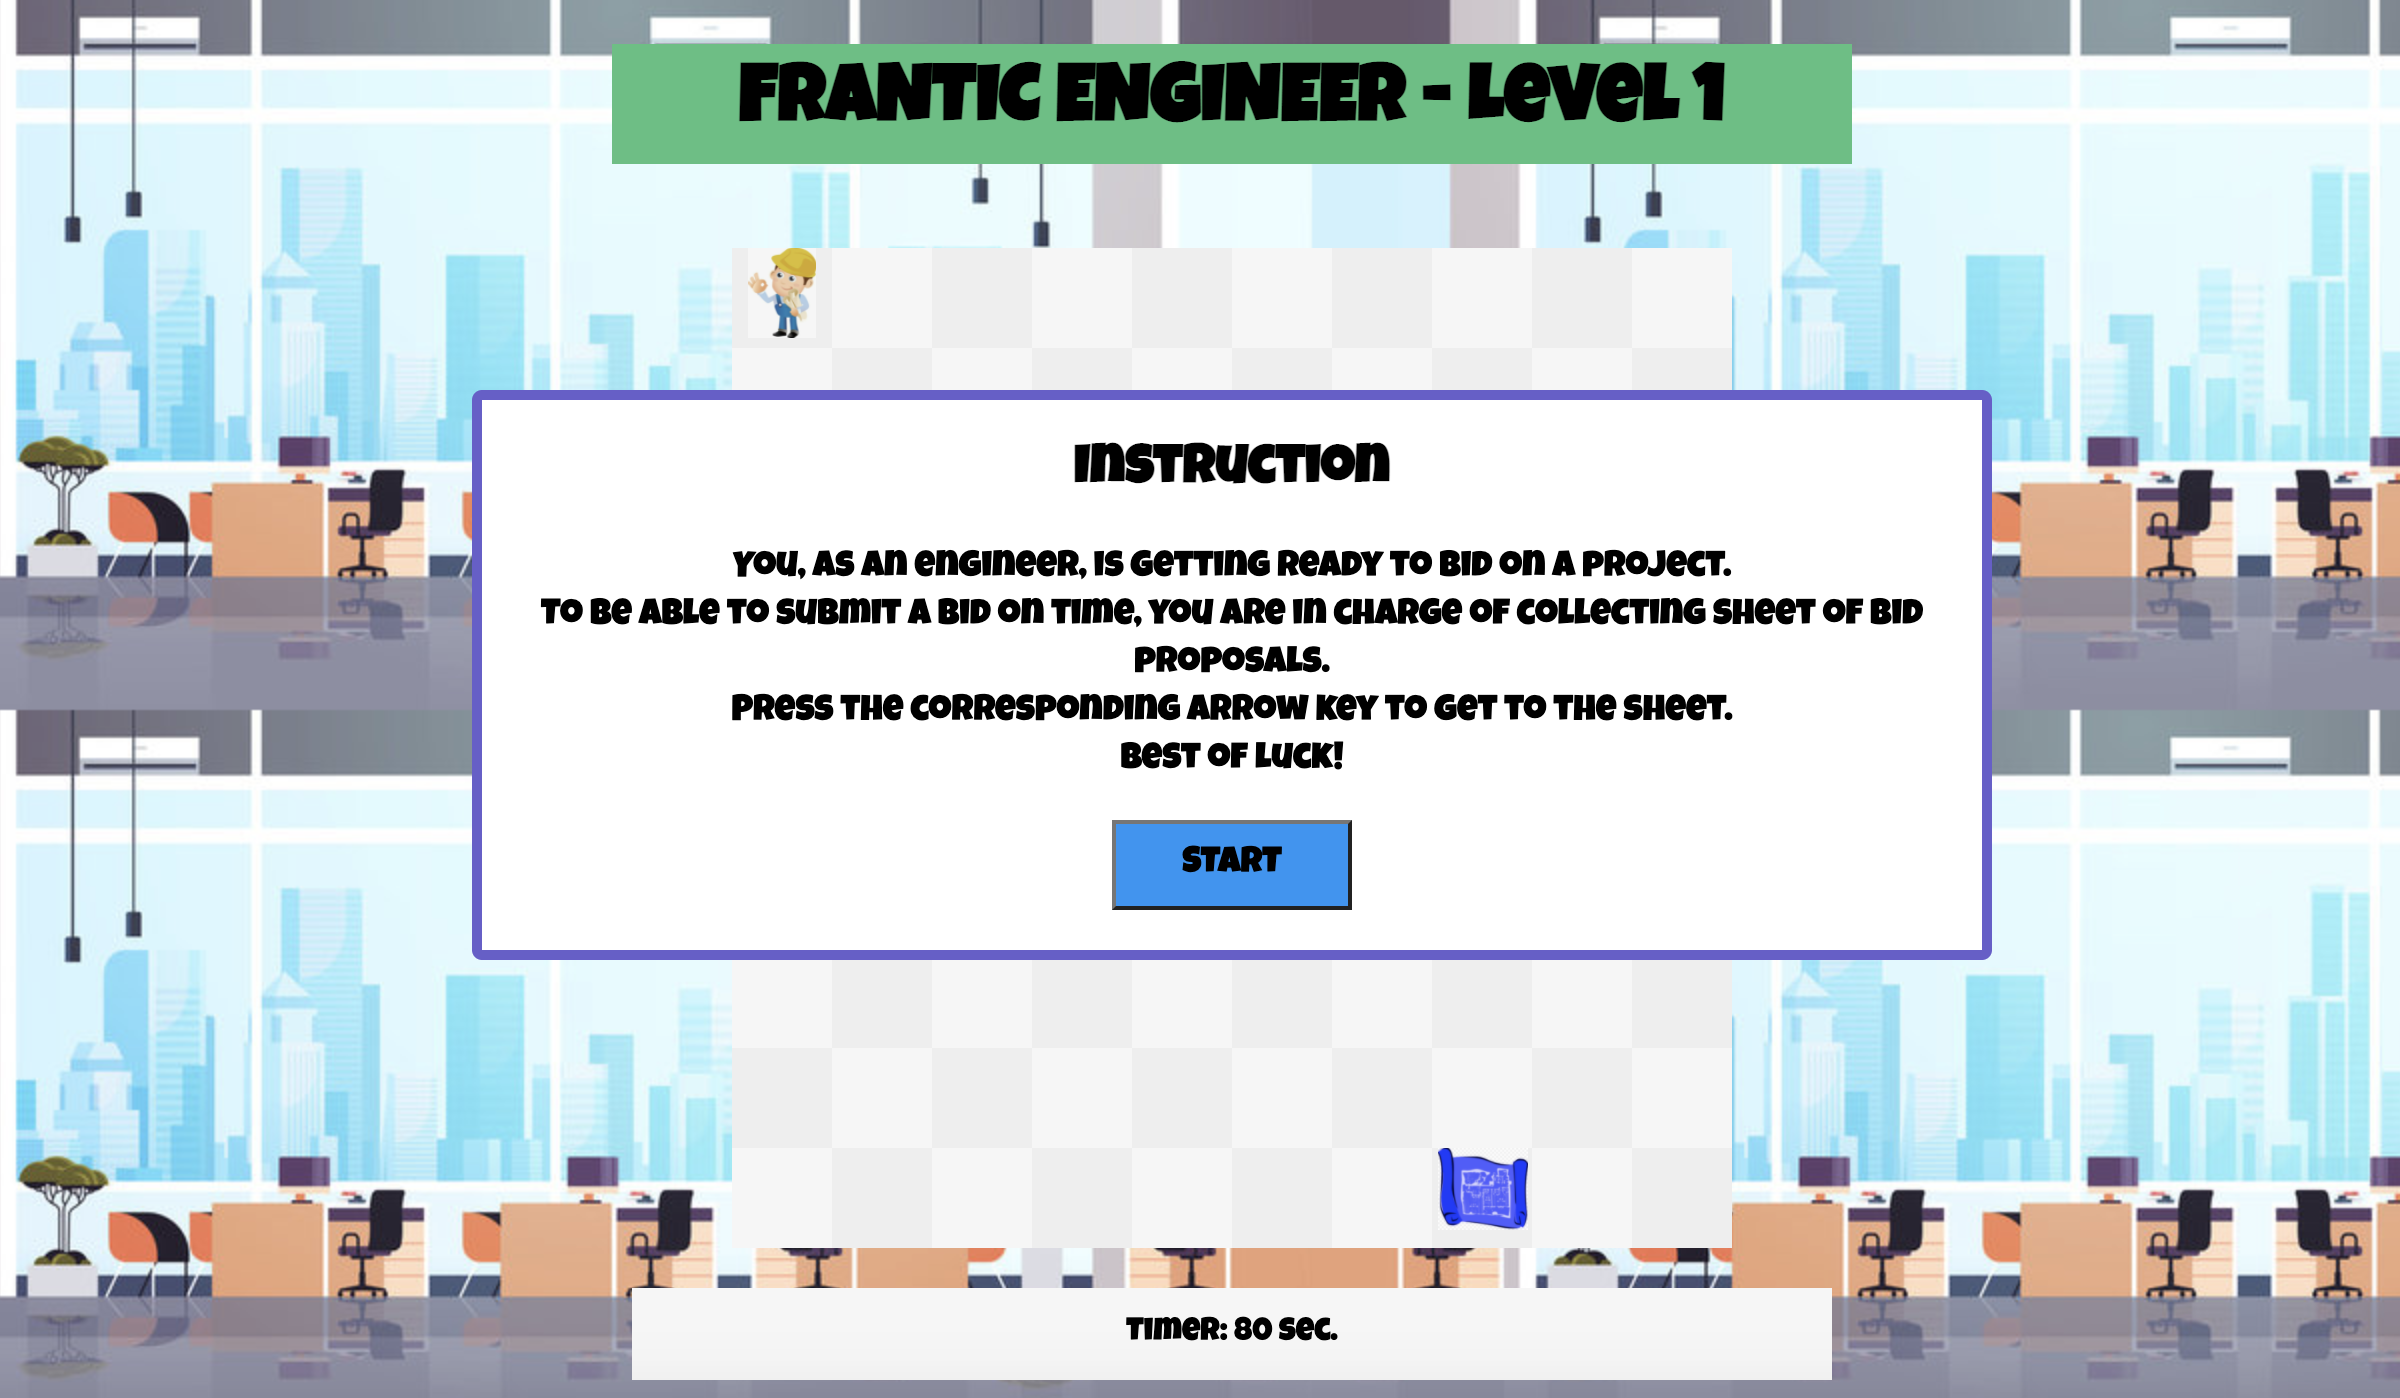 FRANTIC ENGINEER - Level 1
Instruction
You, as an engineer, is getting ready to bid on a project.
To be able to submit a bid on time, you are in charge of collecting sheet of bid
proposals.
Press the corresponding arrow key to get to the sheet.
Best of luck!
START
Timer: 80 sec.